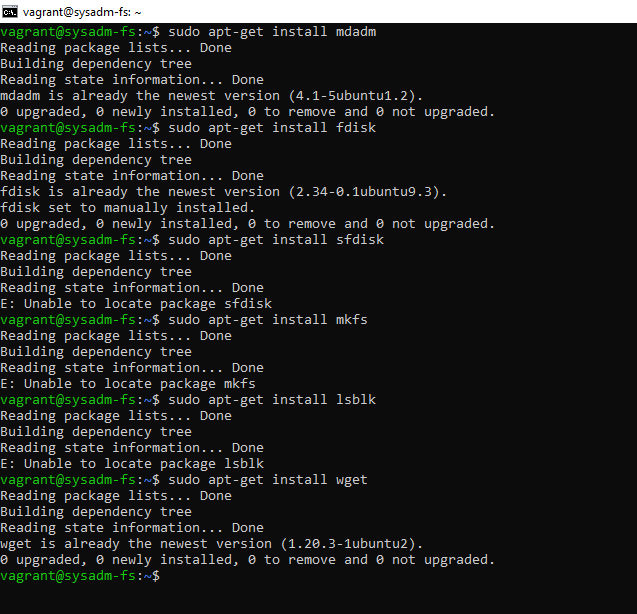 vagrant@sysadm-fs: ~
vagrant@sysadm-fs:~$ sudo apt-get install mdadm
Reading package lists... Done
Building dependency tree
Reading state information... Done
mdadm is already the newest version (4.1-5ubuntu1.2).
0 upgraded, 0 newly installed, 0 to remove and 0 not upgraded.
vagrant@sysadm-fs:~$ sudo apt-get install fdisk
Reading package lists... Done
Building dependency tree
Reading state information... Done
fdisk is already the newest version (2.34-0.1ubuntu9.3).
fdisk set to manually installed.
0 upgraded, 0 newly installed, 0 to remove and 0 not upgraded.
vagrant@sysadm-fs:~$ sudo apt-get install sfdisk
Reading package lists... Done
Building dependency tree
Reading state information... Done
E: Unable to locate package sfdisk
vagrant@sysadm-fs:~$ sudo apt-get install mkfs
Reading package lists... Done
Building dependency tree
Reading state information... Done
E: Unable to locate package mkfs
vagrant@sysadm-fs:~$ sudo apt-get install lsblk
Reading package lists... Done
Building dependency tree
Reading state information... Done
E: Unable to locate package lsblk
vagrant@sysadm-fs:~$ sudo apt-get install wget
Reading package lists... Done
Building dependency tree
Reading state information... Done
wget is already the newest version (1.20.3-1ubuntu2).
0 upgraded, 0 newly installed, 0 to remove and 0 not upgraded.
vagrant@sysadm-fs:~$